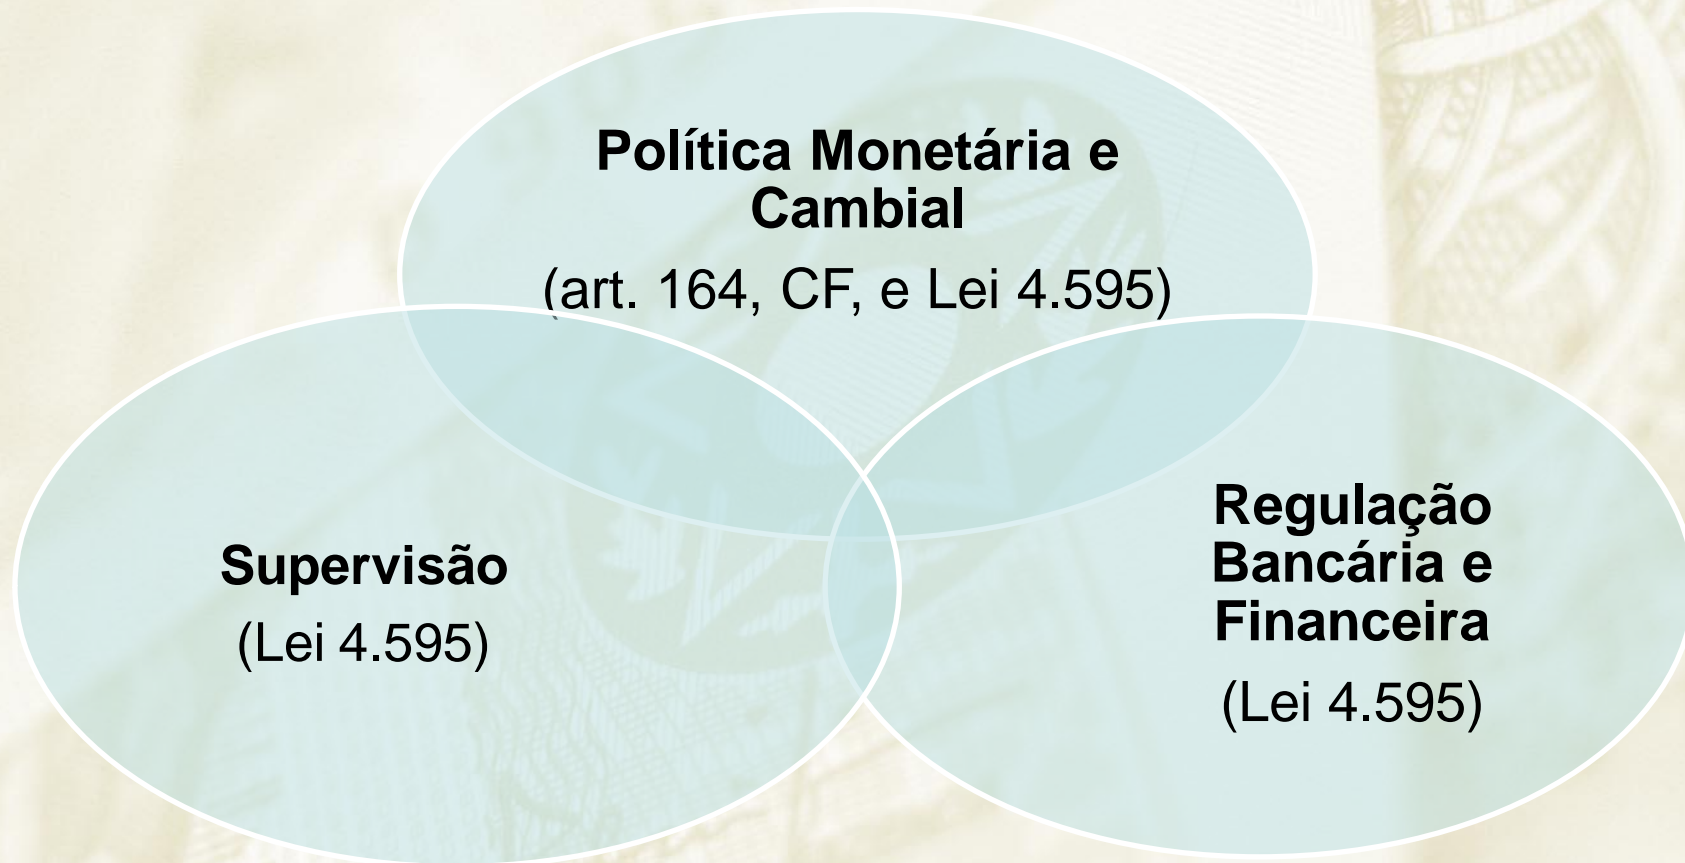 Política Monetária e
Cambial
(art. 164, CF, e Lei 4.595)
Supervisão
(Lei 4.595)
Regulação
Bancária e
Financeira
(Lei 4.595)